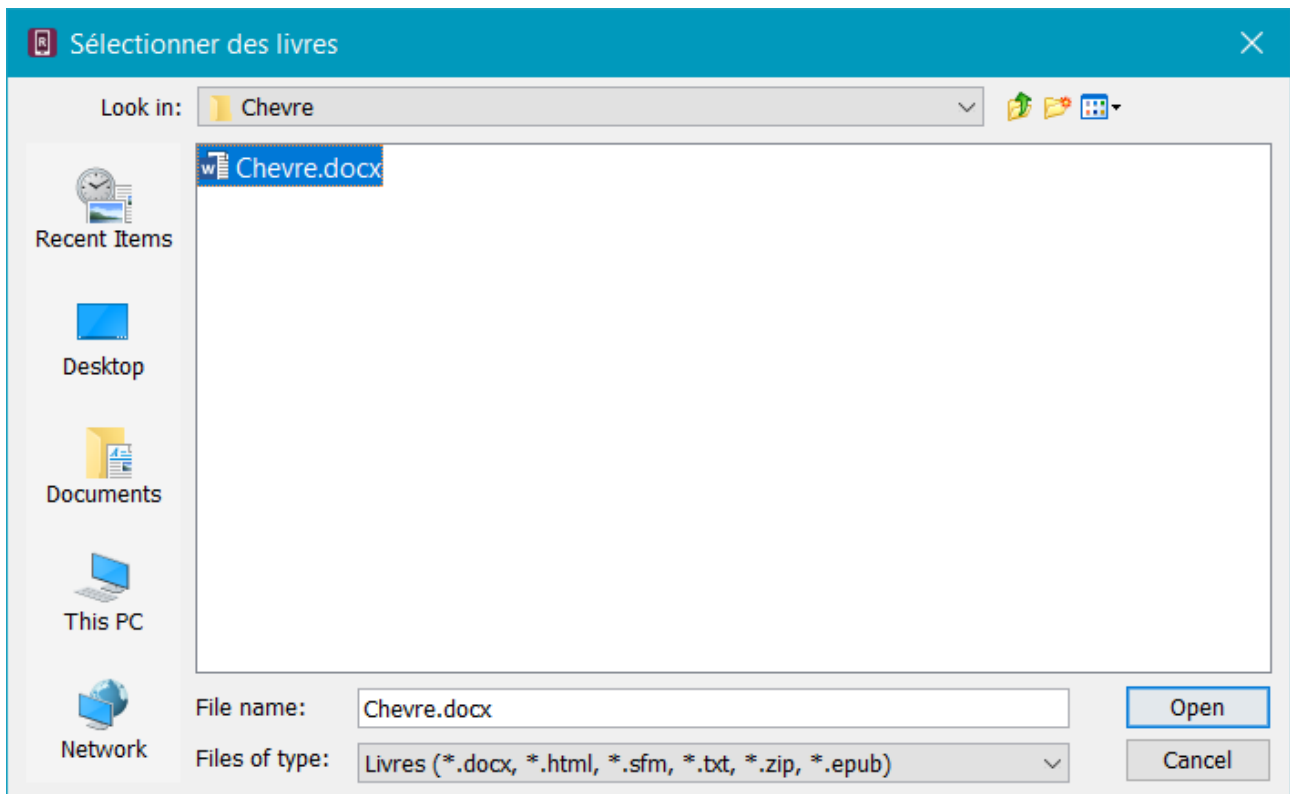 R Sélectionner des livres
Look in: Chevre
W Chevre.docx
Recent Items
Desktop
Documents
This PC
Network
File name: Chevre.docx Open
Files of type: Livres (*.docx, *.html, *.sfm, *.txt, *.zip, *.epub) Cancel